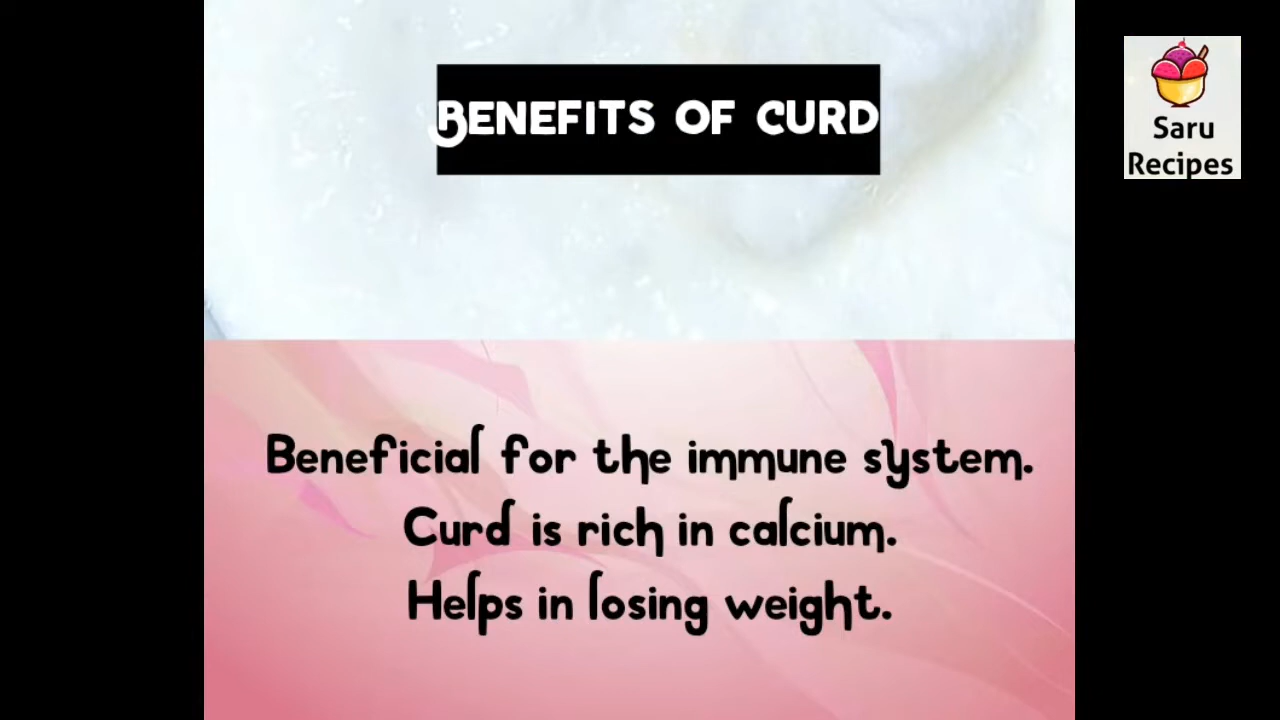 BENEFITS OF CURD
Saru
Recipes
Beneficial for the immune system.
Curd is rich in calcium.
Helps in losing weight.